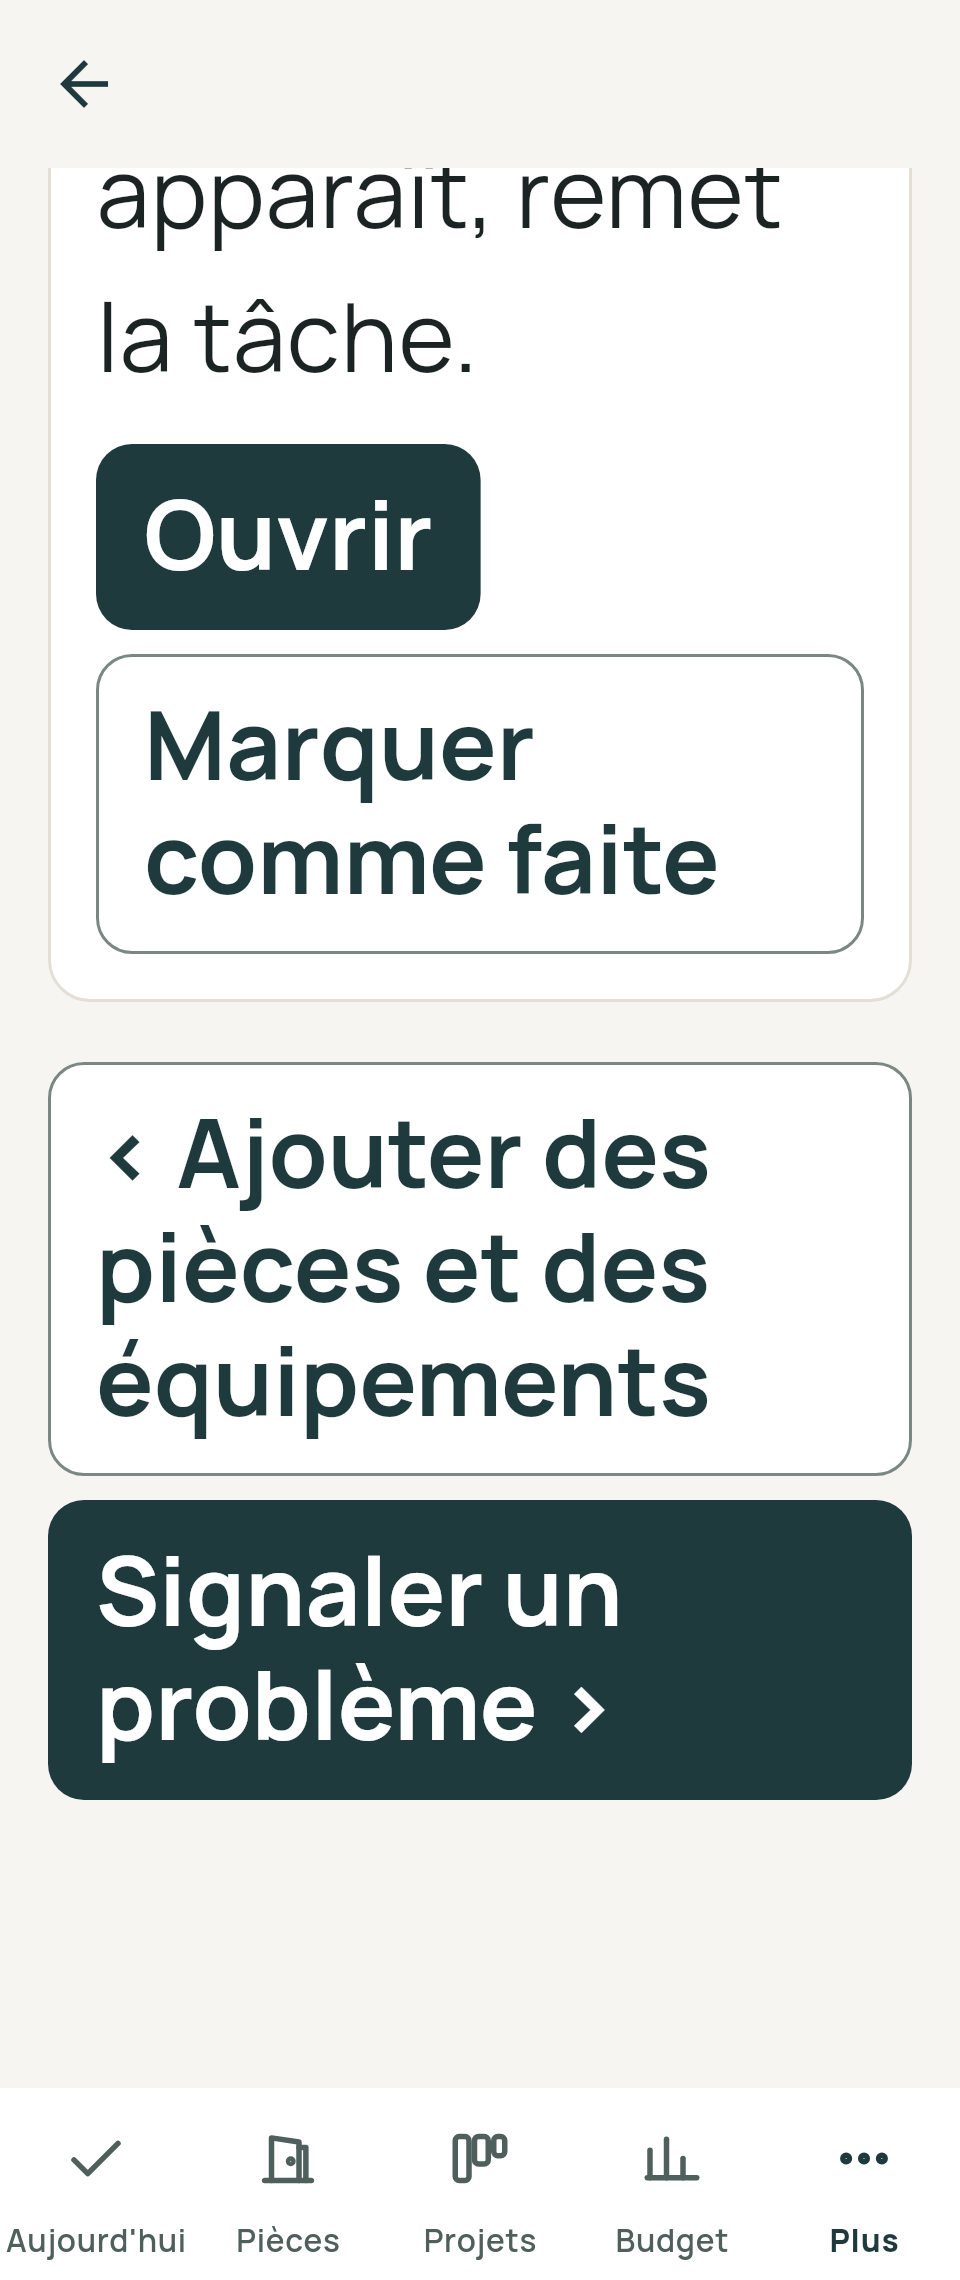 apparaît, remet
la tâche.
Ouvrir
Marquer
comme faite
‹ Ajouter des
pièces et des
équipements
Signaler un
problème ›
Aujourd'hui
Pièces
Projets
Budget
Plus